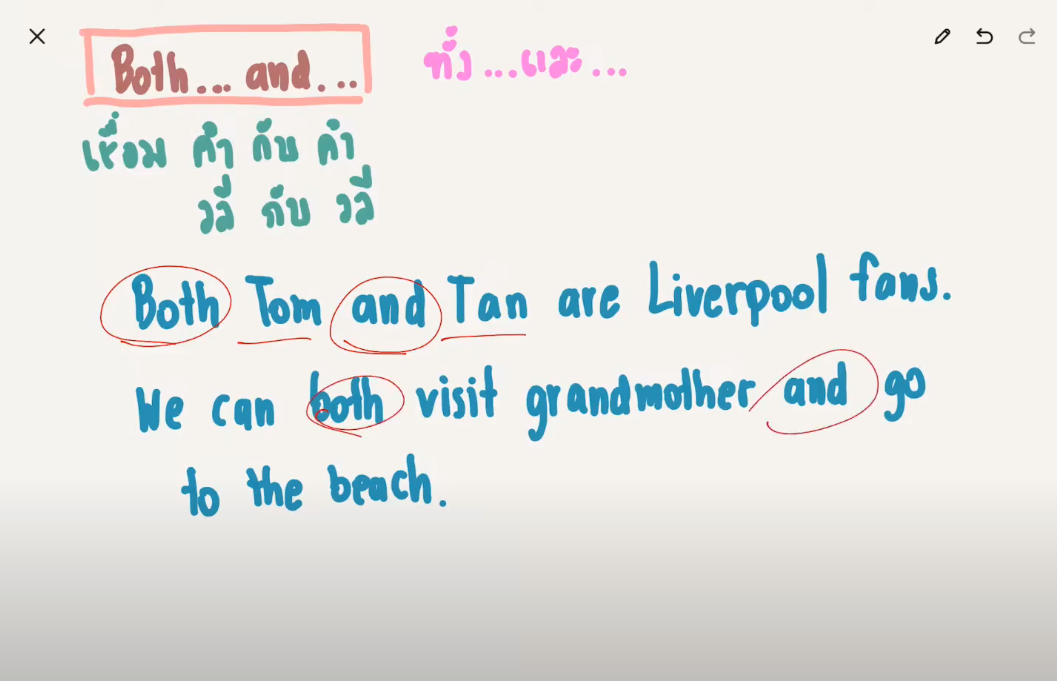 Both... and... ทั้ง...และ...
เชื่อม คำ กับ คำ
วลี กับ วลี
Both Tom and Tan are Liverpool fans.
We can both visit grandmother and go
to the beach.